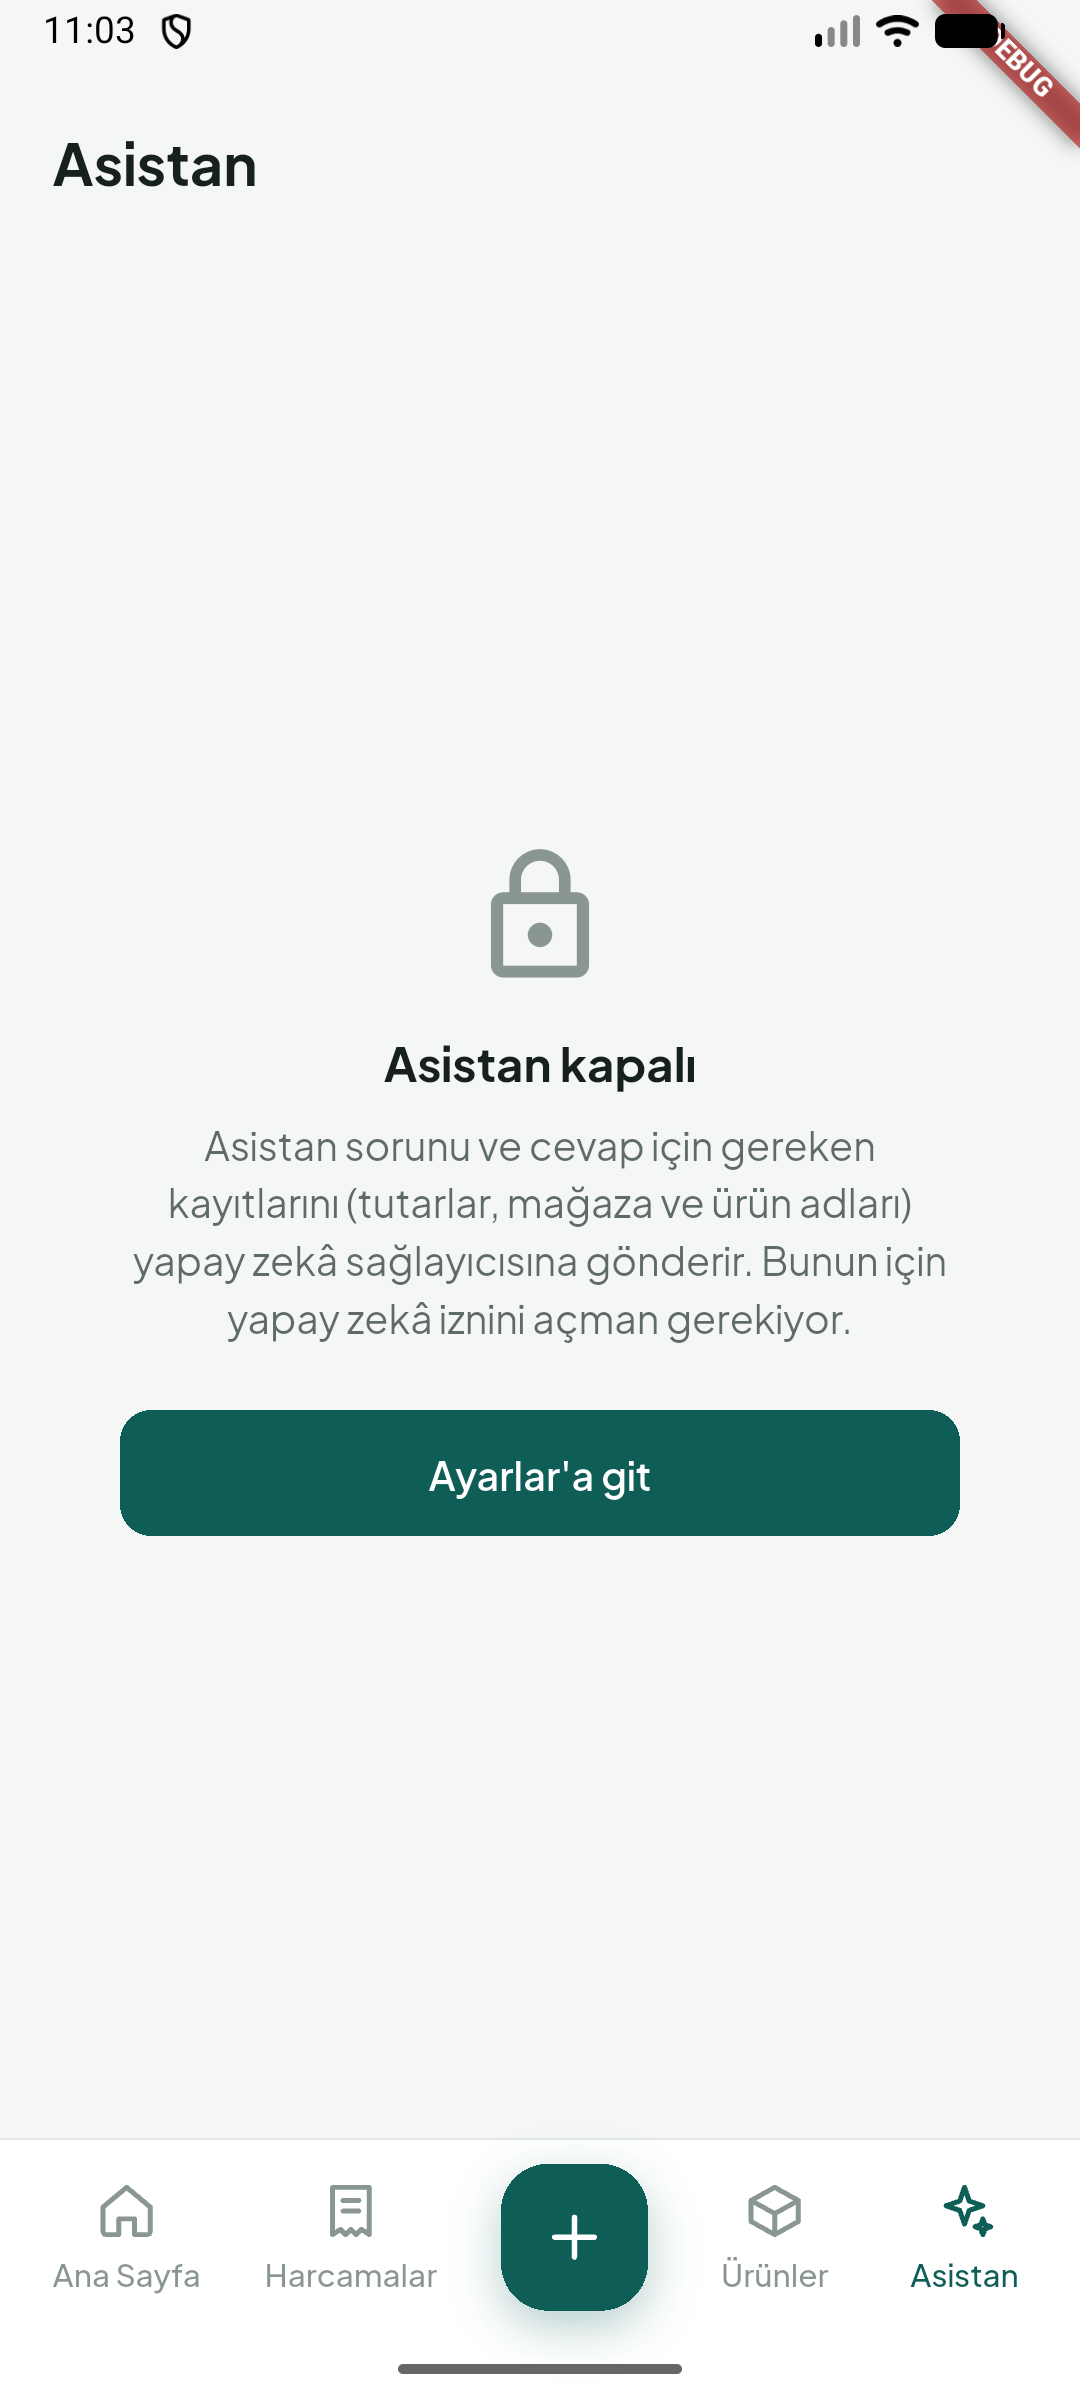 11:03
Asistan
Asistan kapalı
Asistan sorunu ve cevap için gereken
kayıtlarını (tutarlar, mağaza ve ürün adları)
yapay zekâ sağlayıcısına gönderir. Bunun için
yapay zekâ iznini açman gerekiyor.
Ayarlar'a git
Ana Sayfa
Harcamalar
Ürünler
Asistan